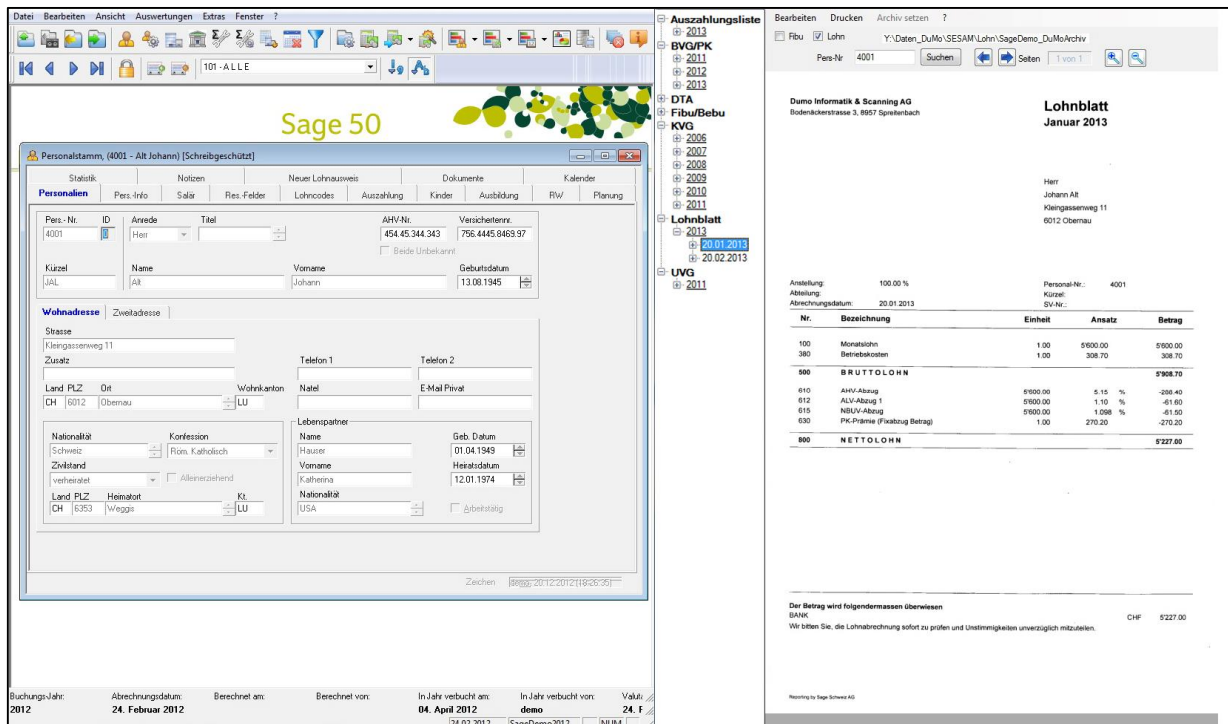 Datei Bearbeiten Ansicht Auswertungen Extras Fenster ?
101 - A L L E
Sage 50
Personalstamm, (4001 - Alt Johann) [Schreibgeschützt]
Statistik Notizen Neuer Lohnausweis Dokumente Kalender
Personalien Pers.-Info Salär Res.-Felder Lohncodes Auszahlung Kinder Ausbildung RW Planung
Pers.- Nr. ID Anrede Titel AHV-Nr. Versichertennr.
4001 Herr 454.45.344.343 756.4445.8469.97
Beide Unbekannt
Kürzel Name Vorname Geburtsdatum
JAL Alt Johann 13.08.1945
Wohnadresse Zweitadresse
Strasse
Kleingassenweg 11
Zusatz Telefon 1 Telefon 2
Land PLZ Ort Wohnkanton Natel E-Mail Privat
CH 6012 Obernau LU
Lebenspartner
Nationalität Konfession Name Geb. Datum
Schweiz Röm. Katholisch Hauser 01.04.1949
Zivilstand Vorname Heiratsdatum
verheiratet Alleinerziehend Katherina 12.01.1974
Land PLZ Heimatort Kt. Nationalität
CH 6353 Weggis LU USA Arbeitstätig
Zeichen demo, 20.12.2012 (18:26:35)
Buchungs-Jahr: Abrechnungsdatum: Berechnet am: Berechnet von: In Jahr verbucht am: In Jahr verbucht von: Valuta
2012 24. Februar 2012 04. April 2012 demo 24. F
24.02.2012 SageDemo2012 NUM
Auszahlungsliste
2013
BVG/PK
2011
2012
2013
DTA
Fibu/Bebu
KVG
2006
2007
2008
2009
2010
2011
Lohnblatt
2013
20.01.2013
20.02.2013
UVG
2011
Bearbeiten Drucken Archiv setzen ?
Fibu Lohn Y:\Daten_DuMo\SESAM\Lohn\SageDemo_DuMoArchiv
Pers-Nr 4001 Suchen Seiten 1 von 1
Dumo Informatik & Scanning AG
Bodenäckerstrasse 3, 8957 Spreitenbach
Lohnblatt
Januar 2013
Herr
Johann Alt
Kleingassenweg 11
6012 Obernau
Anstellung: 100.00 % Personal-Nr.: 4001
Abteilung: Kürzel:
Abrechnungsdatum: 20.01.2013 SV-Nr.:
Nr. Bezeichnung Einheit Ansatz Betrag
100 Monatslohn 1.00 5'600.00 5'600.00
380 Betriebskosten 1.00 308.70 308.70
500 B R U T T O L O H N 5'908.70
610 AHV-Abzug 5'600.00 5.15 % -288.40
612 ALV-Abzug 1 5'600.00 1.10 % -61.60
615 NBUV-Abzug 5'600.00 1.098 % -61.50
630 PK-Prämie (Fixabzug Betrag) 1.00 270.20 -270.20
800 N E T T O L O H N 5'227.00
Der Betrag wird folgendermassen überwiesen
BANK CHF 5'227.00
Wir bitten Sie, die Lohnabrechnung sofort zu prüfen und Unstimmigkeiten unverzüglich mitzuteilen.
Reporting by Sage Schweiz AG